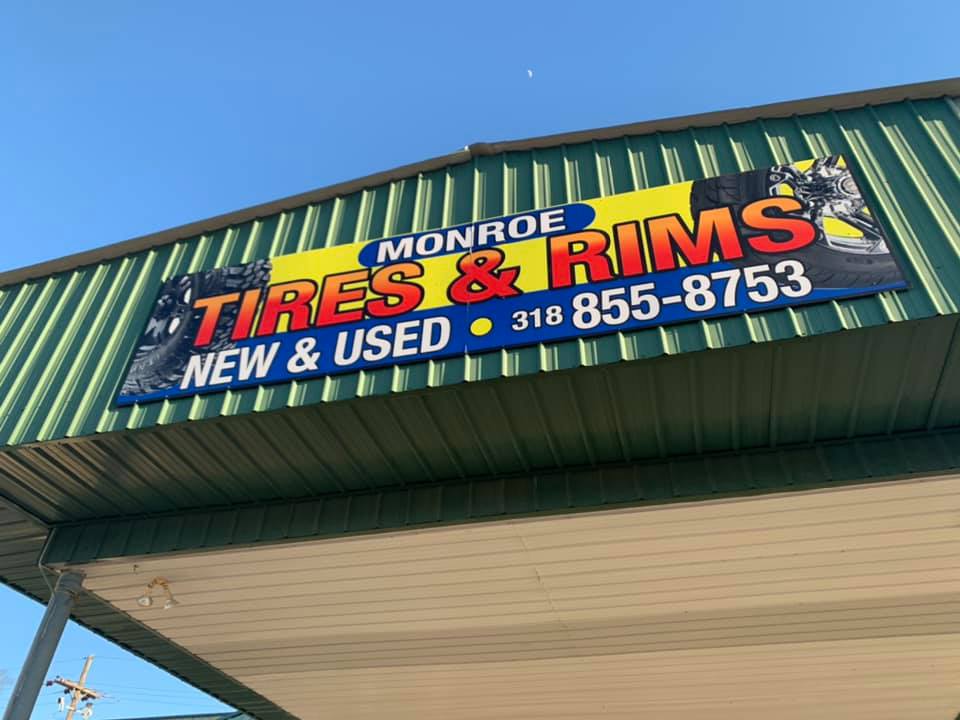 MONROE
TIRES & RIMS
NEW & USED • 318 855-8753